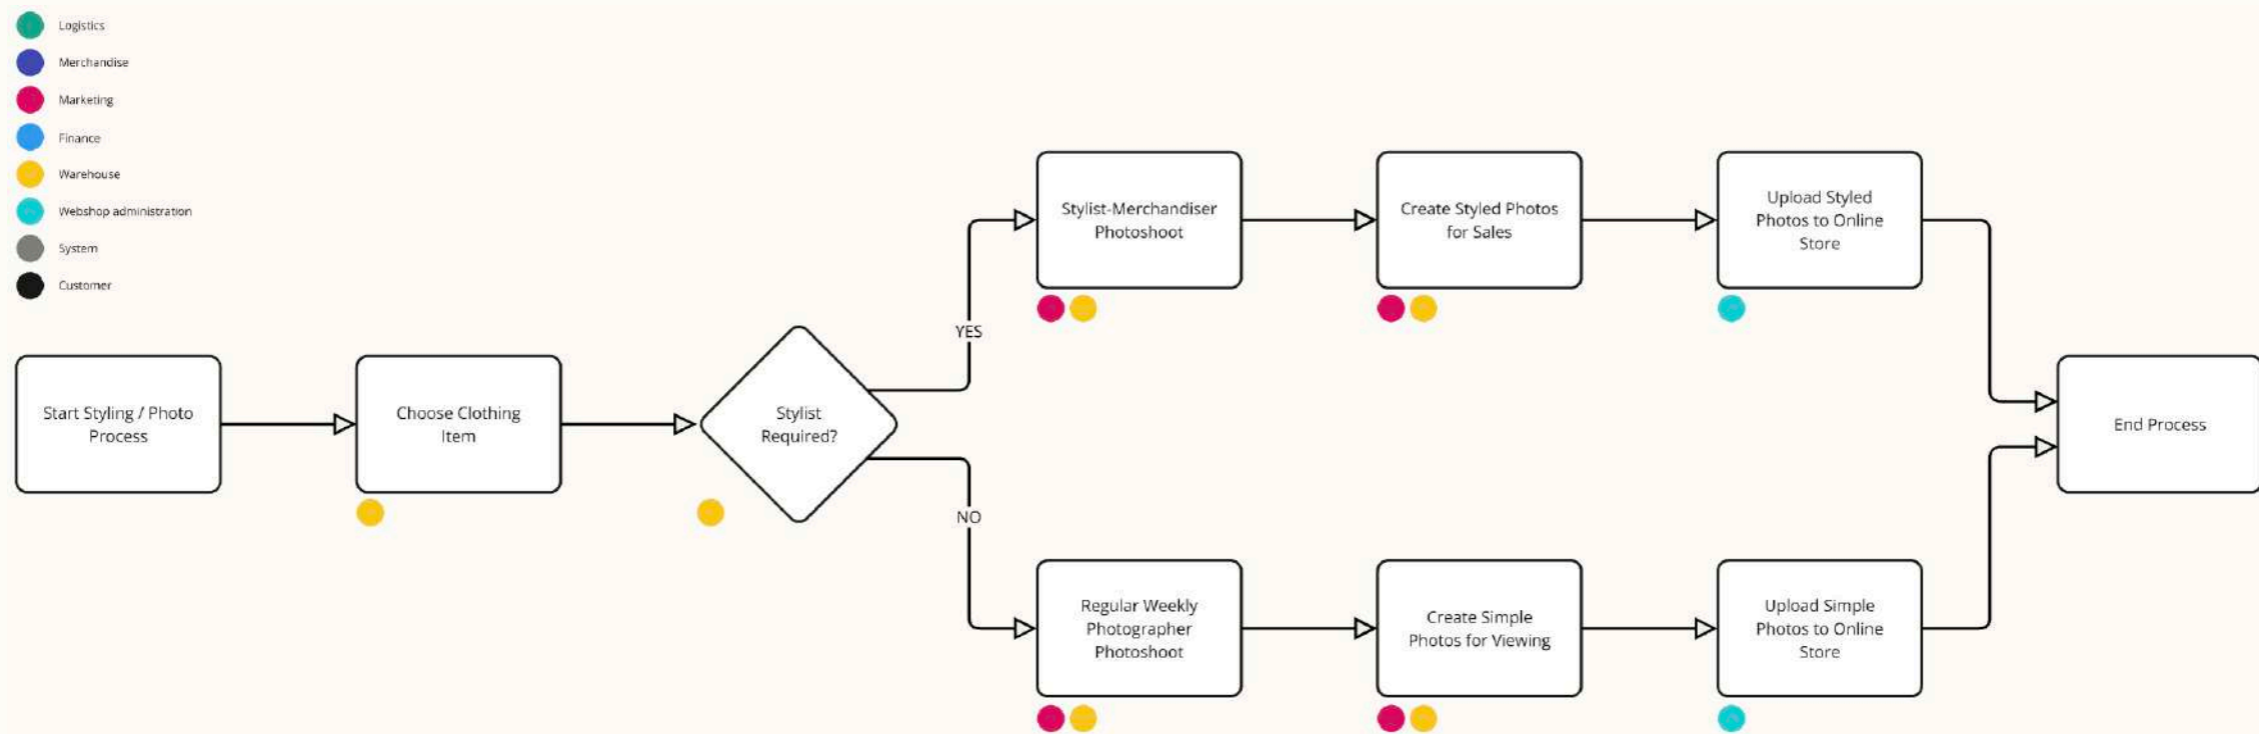 Logistics
Merchandise
Marketing
Finance
Warehouse
Webshop administration
System
Customer
Start Styling / Photo
Process
Choose Clothing
Item
Stylist
Required?
YES
Stylist-Merchandiser
Photoshoot
Create Styled Photos
for Sales
Upload Styled
Photos to Online
Store
NO
Regular Weekly
Photographer
Photoshoot
Create Simple
Photos for Viewing
Upload Simple
Photos to Online
Store
End Process